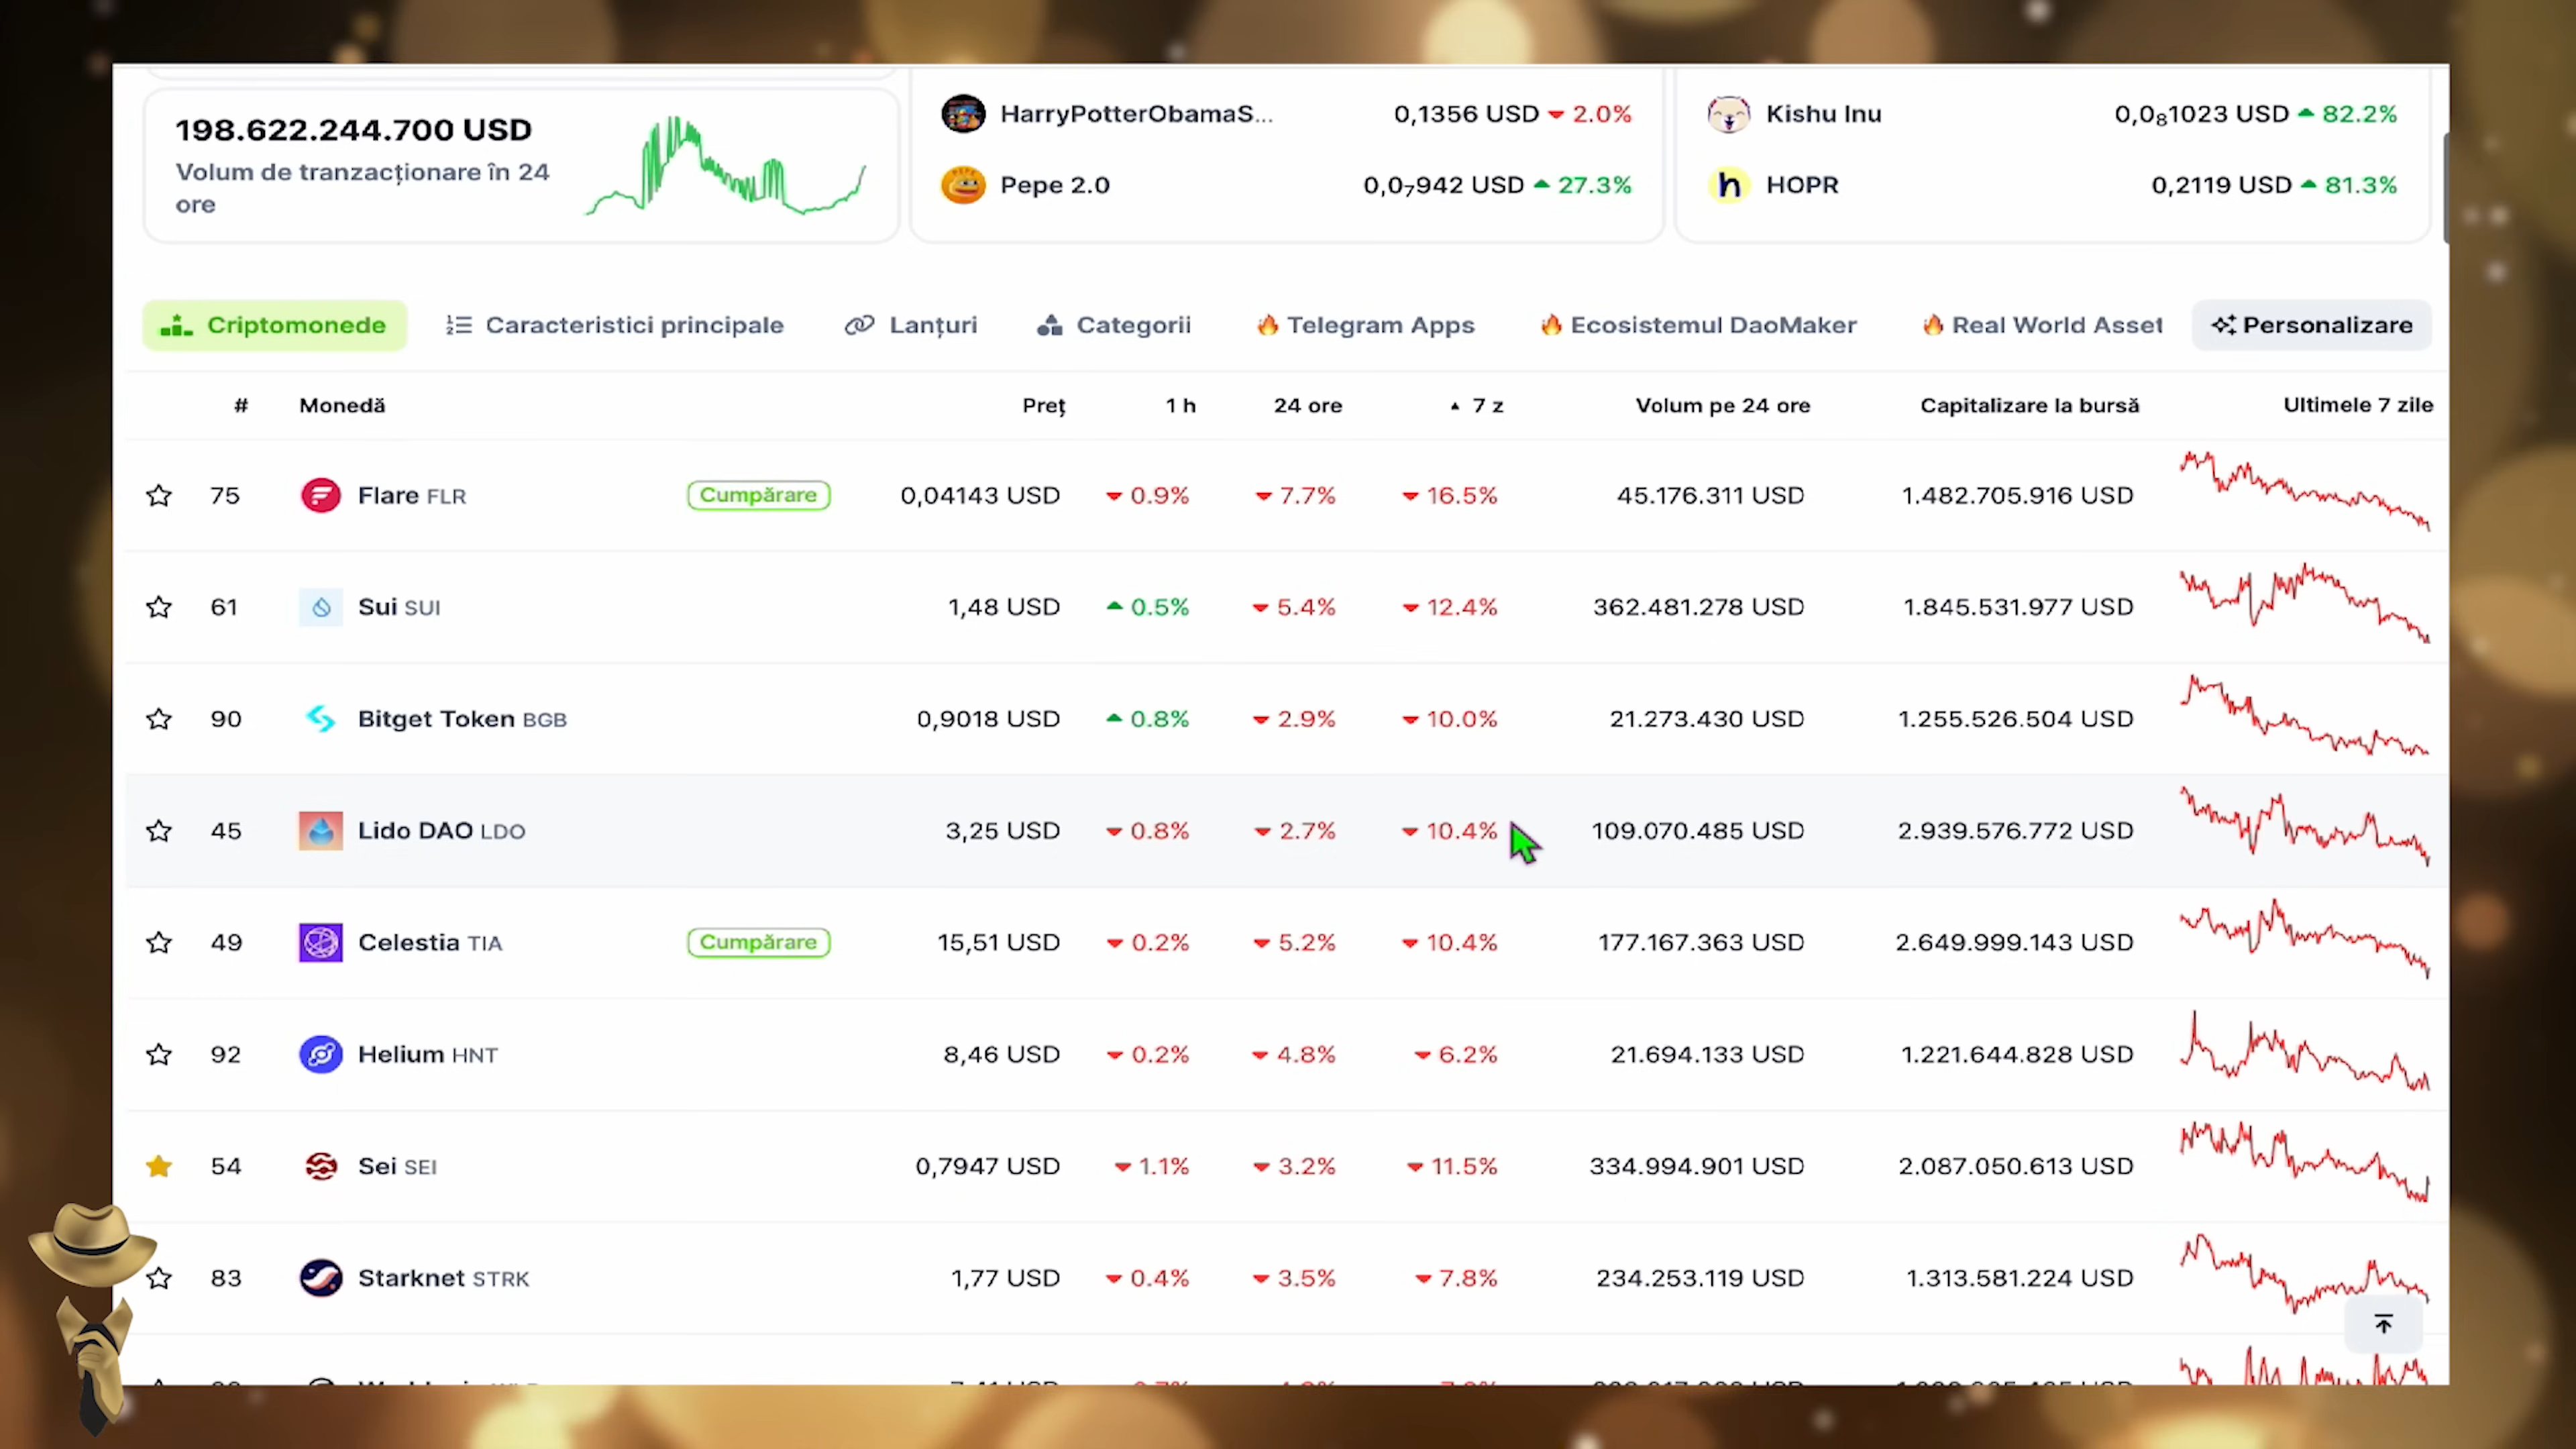 198.622.244.700 USD
Volum de tranzacționare în 24
ore
HarryPotterObamaS... 0,1356 USD 2.0%
Pepe 2.0 0,0₇942 USD 27.3%
Kishu Inu 0,0₈1023 USD 82.2%
HOPR 0,2119 USD 81.3%
Criptomonede Caracteristici principale Lanțuri Categorii Telegram Apps Ecosistemul DaoMaker Real World Asset Personalizare
# Monedă Preț 1 h 24 ore 7 z Volum pe 24 ore Capitalizare la bursă Ultimele 7 zile
75 Flare FLR Cumpărare 0,04143 USD 0.9% 7.7% 16.5% 45.176.311 USD 1.482.705.916 USD
61 Sui SUI 1,48 USD 0.5% 5.4% 12.4% 362.481.278 USD 1.845.531.977 USD
90 Bitget Token BGB 0,9018 USD 0.8% 2.9% 10.0% 21.273.430 USD 1.255.526.504 USD
45 Lido DAO LDO 3,25 USD 0.8% 2.7% 10.4% 109.070.485 USD 2.939.576.772 USD
49 Celestia TIA Cumpărare 15,51 USD 0.2% 5.2% 10.4% 177.167.363 USD 2.649.999.143 USD
92 Helium HNT 8,46 USD 0.2% 4.8% 6.2% 21.694.133 USD 1.221.644.828 USD
54 Sei SEI 0,7947 USD 1.1% 3.2% 11.5% 334.994.901 USD 2.087.050.613 USD
83 Starknet STRK 1,77 USD 0.4% 3.5% 7.8% 234.253.119 USD 1.313.581.224 USD